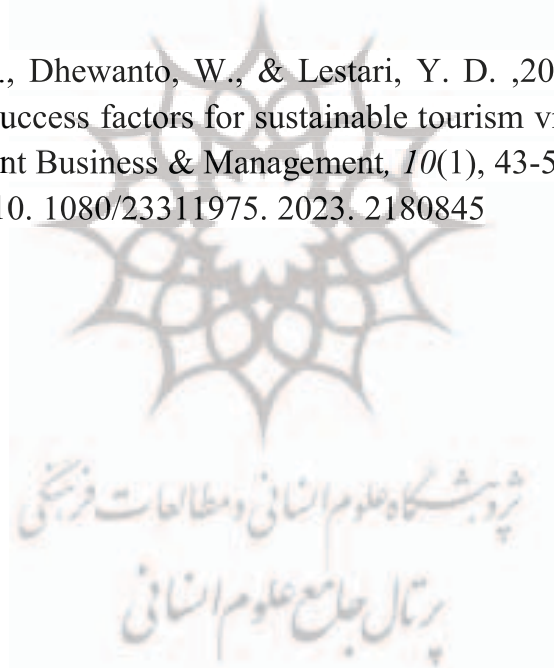 ., Dhewanto, W., & Lestari, Y. D. ,20
uccess factors for sustainable tourism vi
nt Business & Management, 10(1), 43-5
10. 1080/23311975. 2023. 2180845
پژوهشگاه علوم انسانی و مطالعات فرهنگی
پرتال جامع علوم انسانی